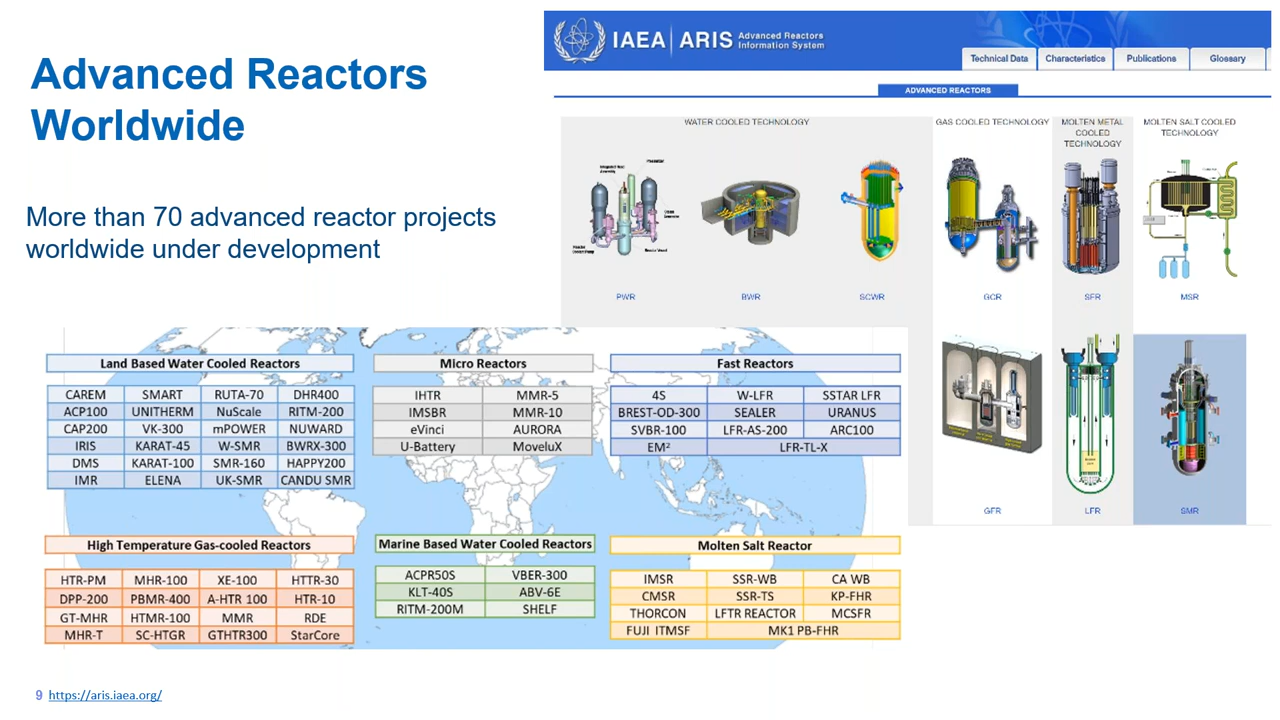 Advanced Reactors
Worldwide
More than 70 advanced reactor projects
worldwide under development
IAEA | ARIS Advanced Reactors
Information System
Technical Data
Characteristics
Publications
Glossary
ADVANCED REACTORS
WATER COOLED TECHNOLOGY
GAS COOLED TECHNOLOGY
MOLTEN METAL
COOLED
TECHNOLOGY
MOLTEN SALT COOLED
TECHNOLOGY
PWR
BWR
SCWR
GCR
SFR
MSR
GFR
LFR
SMR
Land Based Water Cooled Reactors
CAREM SMART RUTA-70 DHR400
ACP100 UNITHERM NuScale RITM-200
CAP200 VK-300 mPOWER NUWARD
IRIS KARAT-45 W-SMR BWRX-300
DMS KARAT-100 SMR-160 HAPPY200
IMR ELENA UK-SMR CANDU SMR
Micro Reactors
IHTR MMR-5
IMSBR MMR-10
eVinci AURORA
U-Battery MoveluX
Fast Reactors
4S W-LFR SSTAR LFR
BREST-OD-300 SEALER URANUS
SVBR-100 LFR-AS-200 ARC100
EM² LFR-TL-X
High Temperature Gas-cooled Reactors
HTR-PM MHR-100 XE-100 HTTR-30
DPP-200 PBMR-400 A-HTR 100 HTR-10
GT-MHR HTMR-100 MMR RDE
MHR-T SC-HTGR GTHTR300 StarCore
Marine Based Water Cooled Reactors
ACPR50S VBER-300
KLT-40S ABV-6E
RITM-200M SHELF
Molten Salt Reactor
IMSR SSR-WB CA WB
CMSR SSR-TS KP-FHR
THORCON LFTR REACTOR MCSFR
FUJI ITMSF MK1 PB-FHR
9 https://aris.iaea.org/